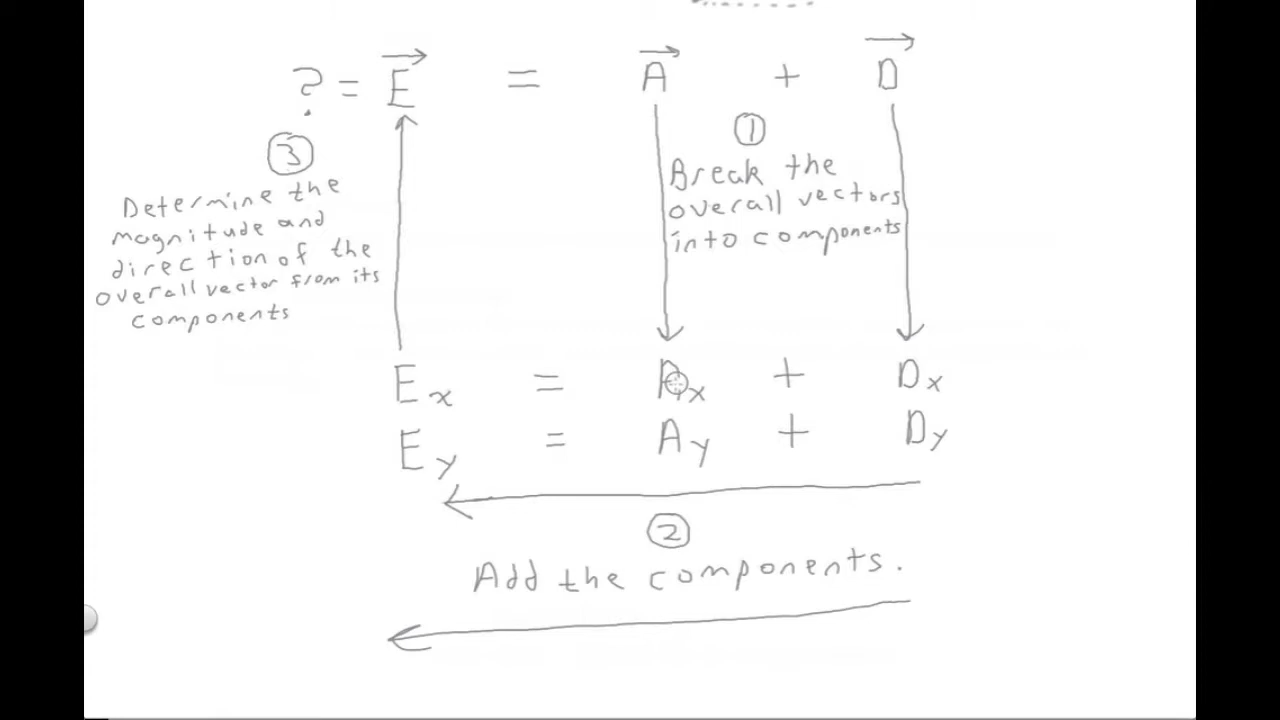 ? = E = A + D
①
Break the
overall vectors
into components
③
Determine the
magnitude and
direction of the
overall vector from its
components
Ex = Ax + Dx
Ey = Ay + Dy
②
Add the components.